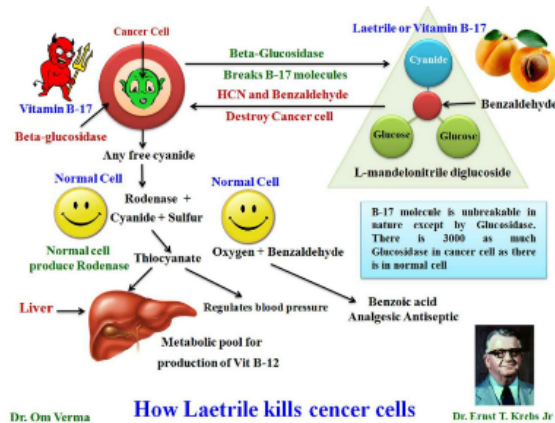 Cancer Cell
Vitamin B-17
Beta-glucosidase
Beta-Glucosidase
Breaks B-17 molecules
HCN and Benzaldehyde
Destroy Cancer cell
Laetrile or Vitamin B-17
Cyanide
Benzaldehyde
Glucose
Glucose
L-mandelonitrile diglucoside
Any free cyanide
Normal Cell
Rodenase +
Cyanide + Sulfur
Normal cell
produce Rodenase
Normal Cell
Oxygen + Benzaldehyde
B-17 molecule is unbreakable in
nature except by Glucosidase.
There is 3000 as much
Glucosidase in cancer cell as there
is in normal cell
Thiocyanate
Liver
Regulates blood pressure
Benzoic acid
Analgesic Antiseptic
Metabolic pool for
production of Vit B-12
Dr. Om Verma
How Laetrile kills cencer cells
Dr. Ernst T. Krebs Jr